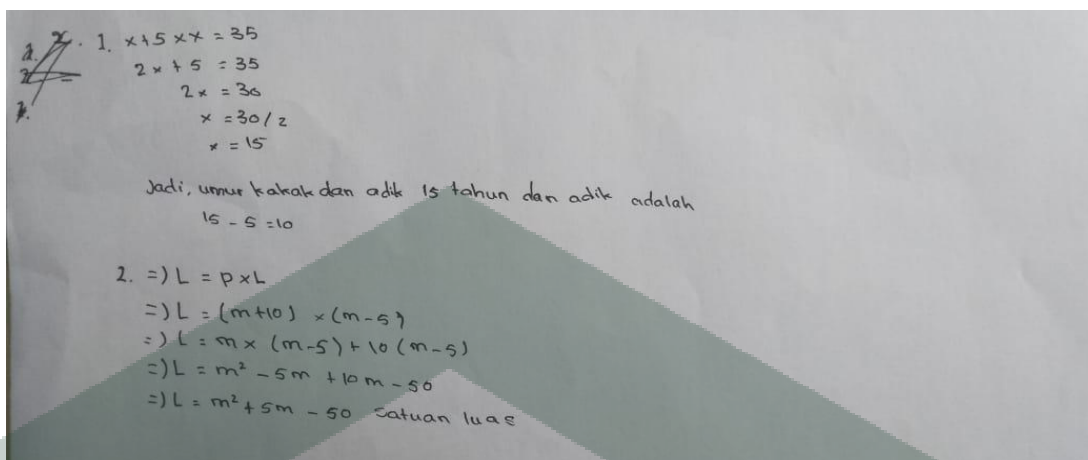 1. x+5 x x = 35
2x + 5 = 35
2x = 30
x = 30/2
x = 15
Jadi, umur kakak dan adik 15 tahun dan adik adalah
15 - 5 = 10
2. =) L = p x L
=) L = (m+10) x (m-5)
=) L = m x (m-5) + 10 (m-5)
=) L = m² - 5m + 10m - 50
=) L = m² + 5m - 50 Satuan luas